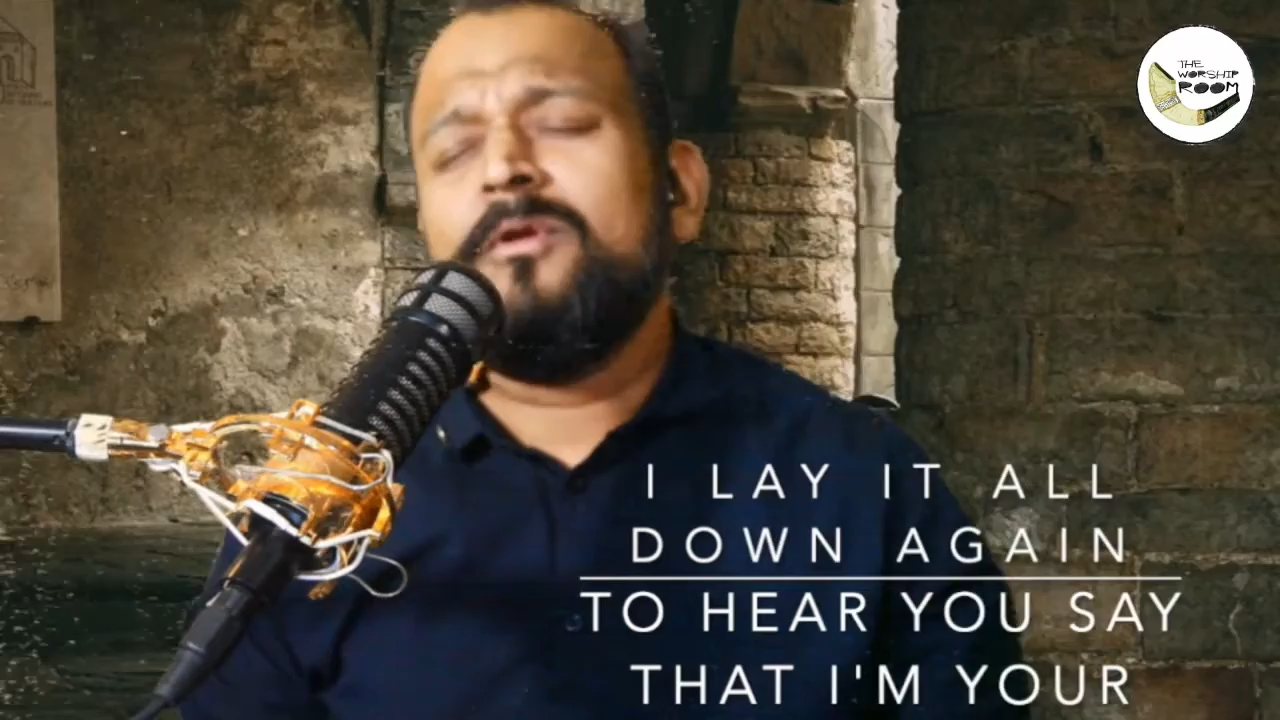 THE
WORSHIP
ROOM
I LAY IT ALL
DOWN AGAIN
TO HEAR YOU SAY
THAT I'M YOUR